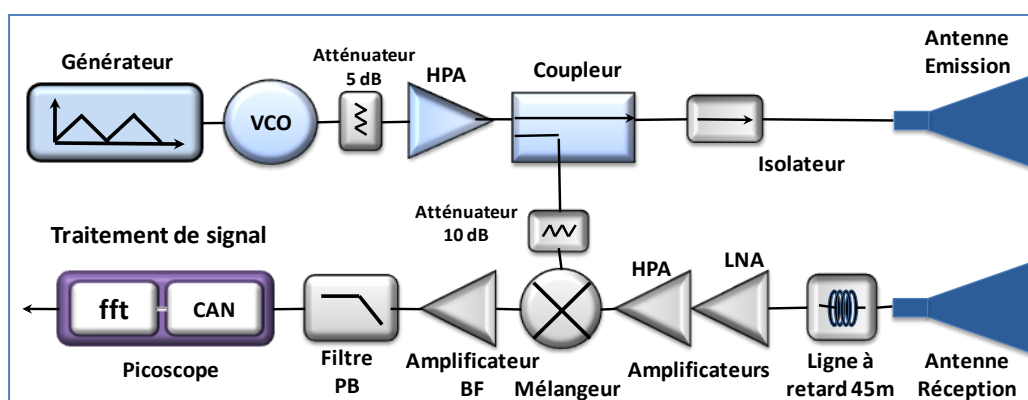 Générateur
Atténuateur
5 dB
HPA
Coupleur
Antenne
Emission
VCO
Isolateur
Atténuateur
10 dB
Traitement de signal
HPA
LNA
fft
CAN
Picoscope
Filtre
PB
Amplificateur
BF
Mélangeur
Amplificateurs
Ligne à
retard 45m
Antenne
Réception